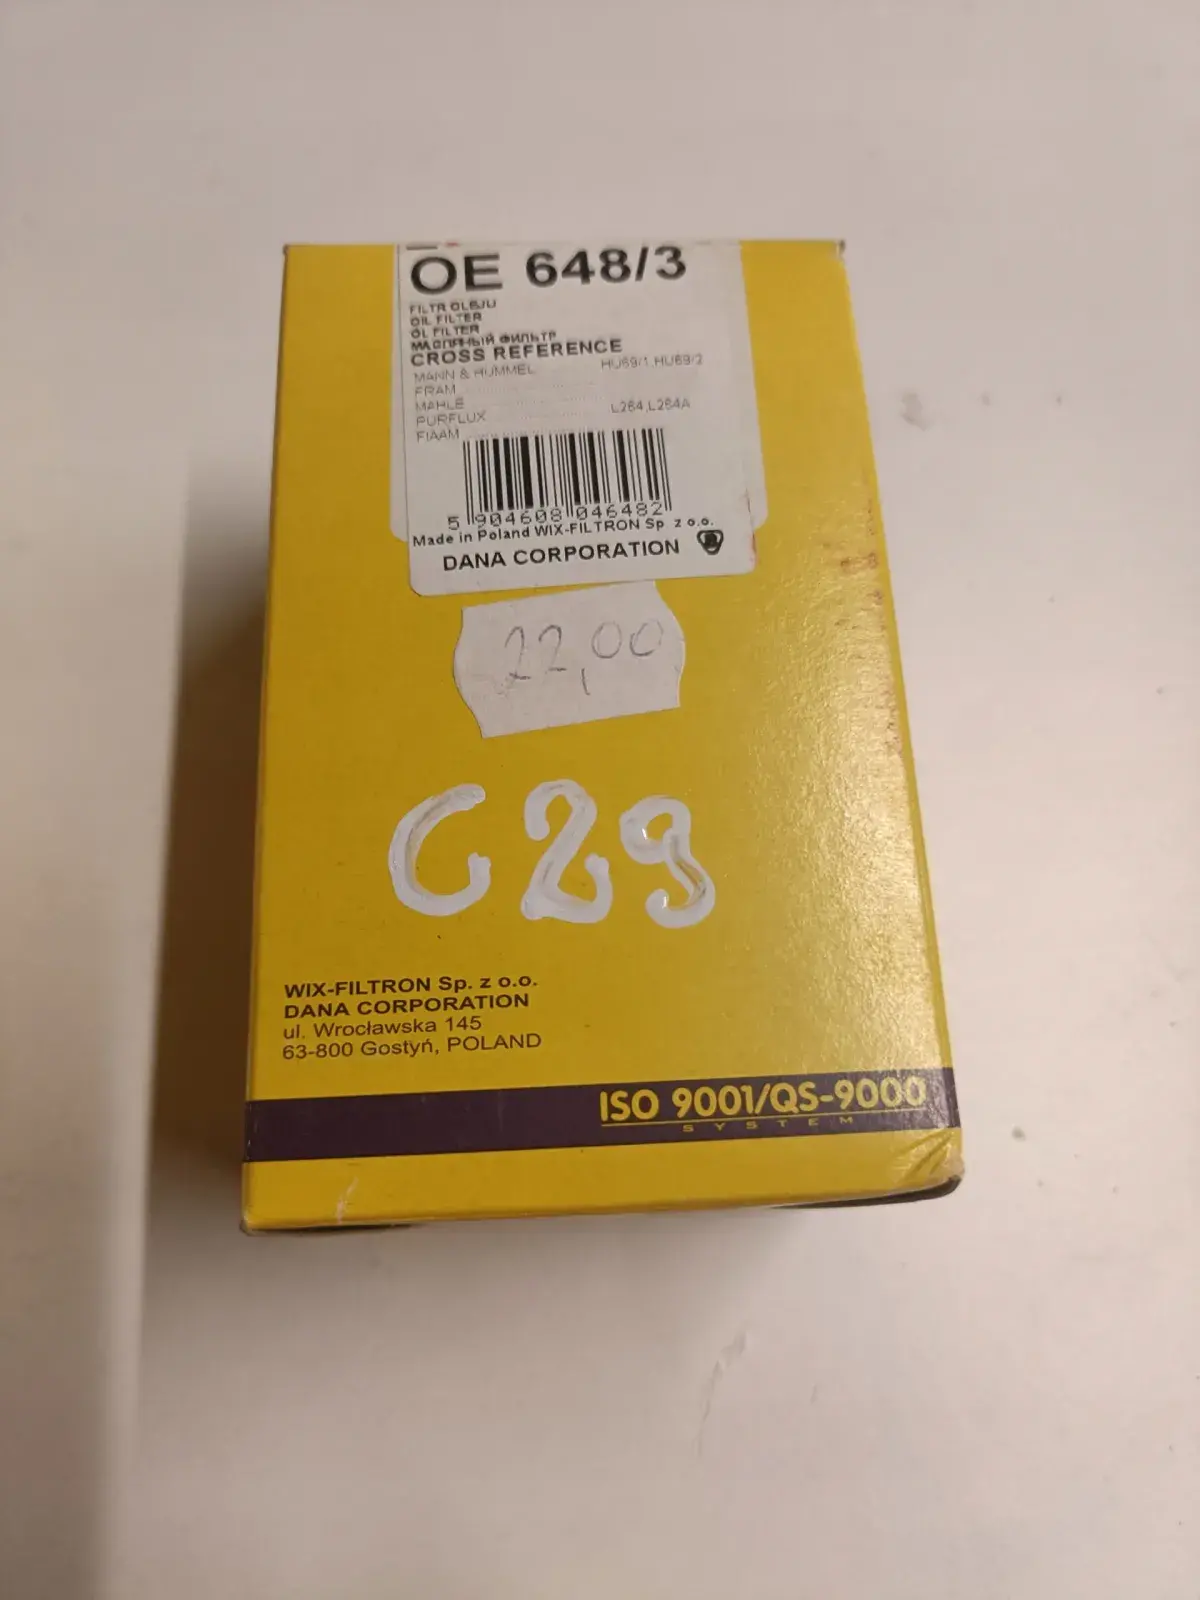 OE 648/3
FILTR OLEJU
OIL FILTER
ÖL FILTER
МАСЛЯНЫЙ ФИЛЬТР
CROSS REFERENCE
MANN & HUMMEL HU69/1,HU69/2
FRAM
MAHLE
PURFLUX L264,L264A
FIAAM
5 904608 046482
Made in Poland WIX-FILTRON Sp. z o.o.
DANA CORPORATION
22,00
C29
WIX-FILTRON Sp. z o.o.
DANA CORPORATION
ul. Wrocławska 145
63-800 Gostyń, POLAND
ISO 9001/QS-9000
SYSTEM